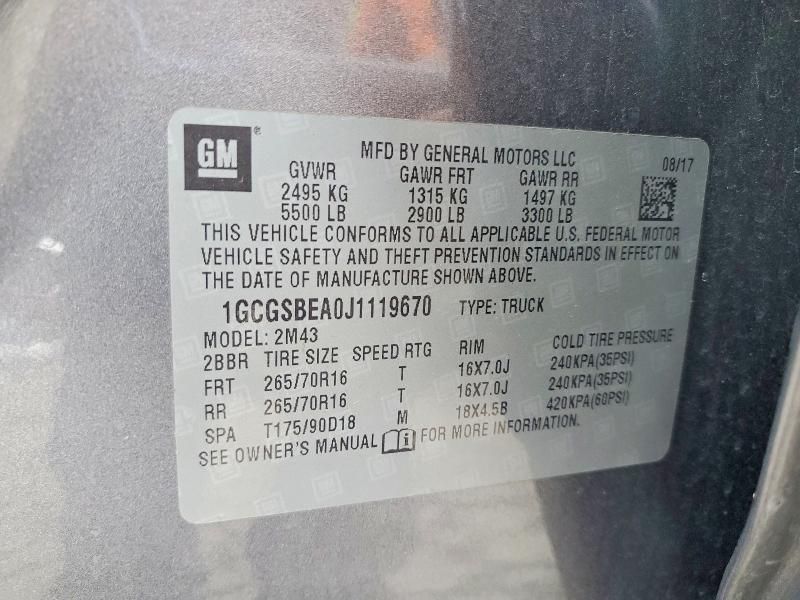 GM®
MFD BY GENERAL MOTORS LLC 08/17
GVWR GAWR FRT GAWR RR
2495 KG 1315 KG 1497 KG
5500 LB 2900 LB 3300 LB
THIS VEHICLE CONFORMS TO ALL APPLICABLE U.S. FEDERAL MOTOR
VEHICLE SAFETY AND THEFT PREVENTION STANDARDS IN EFFECT ON
THE DATE OF MANUFACTURE SHOWN ABOVE.
1GCGSBEA0J1119670 TYPE: TRUCK
MODEL: 2M43
2BBR TIRE SIZE SPEED RTG RIM COLD TIRE PRESSURE
FRT 265/70R16 T 16X7.0J 240KPA(35PSI)
RR 265/70R16 T 16X7.0J 240KPA(35PSI)
SPA T175/90D18 M 18X4.5B 420KPA(60PSI)
SEE OWNER'S MANUAL FOR MORE INFORMATION.